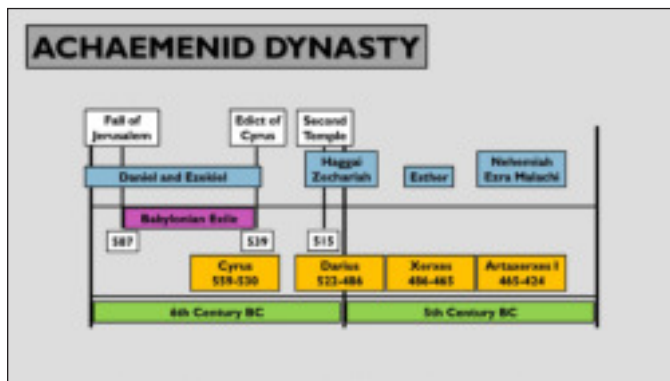 ACHAEMENID DYNASTY
Fall of
Jerusalem
Edict of
Cyrus
Second
Temple
Daniel and Ezekiel
Haggai
Zechariah
Esther
Nehemiah
Ezra Malachi
Babylonian Exile
587
539
515
Cyrus
559-530
Darius
522-486
Xerxes
486-465
Artaxerxes I
465-424
6th Century BC
5th Century BC